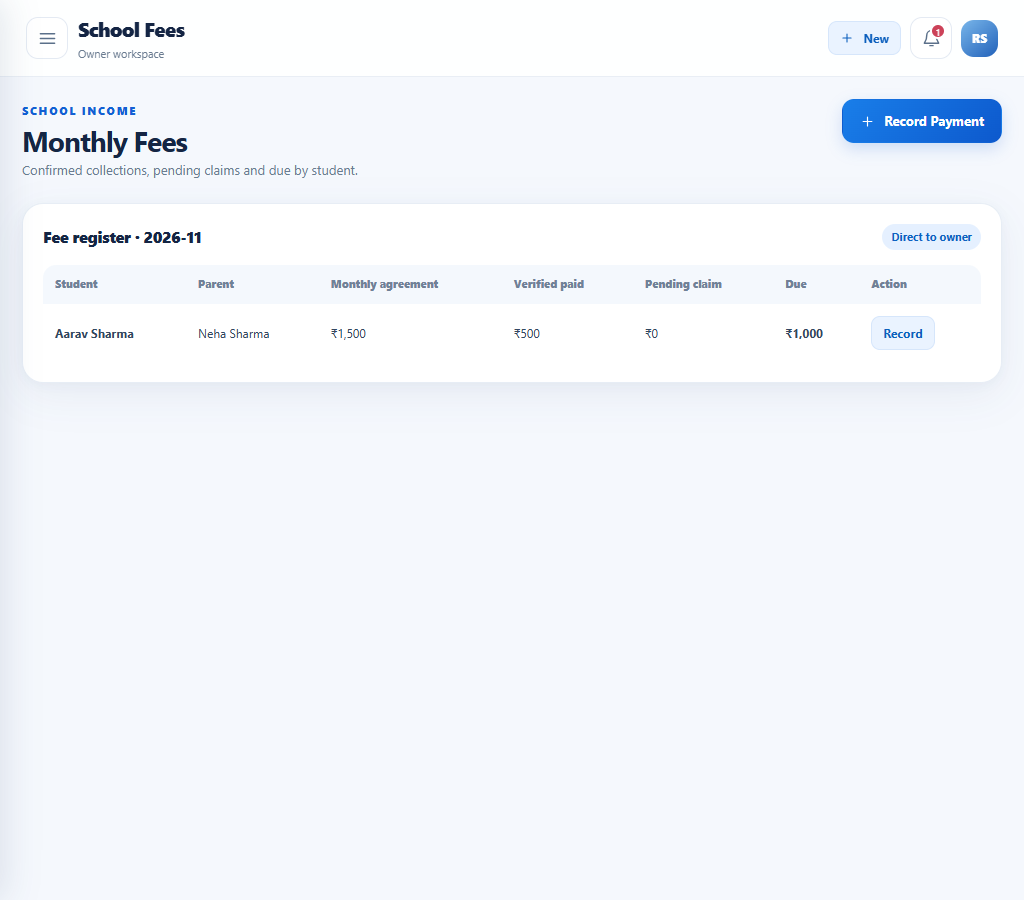 School Fees
Owner workspace
+ New
1
RS
SCHOOL INCOME
Monthly Fees
Confirmed collections, pending claims and due by student.
+ Record Payment
Fee register · 2026-11
Direct to owner
Student Parent Monthly agreement Verified paid Pending claim Due Action
Aarav Sharma Neha Sharma ₹1,500 ₹500 ₹0 ₹1,000 Record